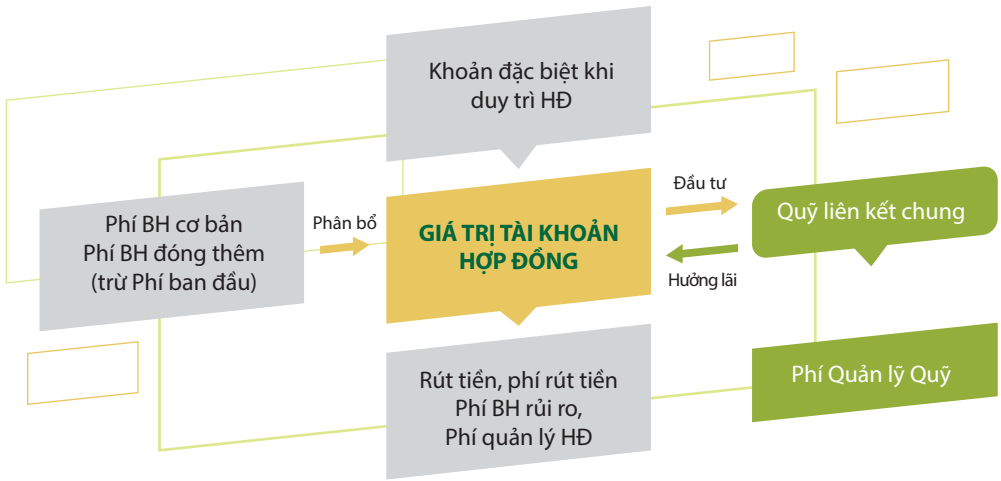 Khoản đặc biệt khi
duy trì HĐ
Phí BH cơ bản
Phí BH đóng thêm
(trừ Phí ban đầu)
Phân bổ
GIÁ TRỊ TÀI KHOẢN
HỢP ĐỒNG
Đầu tư
Hưởng lãi
Quỹ liên kết chung
Rút tiền, phí rút tiền
Phí BH rủi ro,
Phí quản lý HĐ
Phí Quản lỹ Quỹ